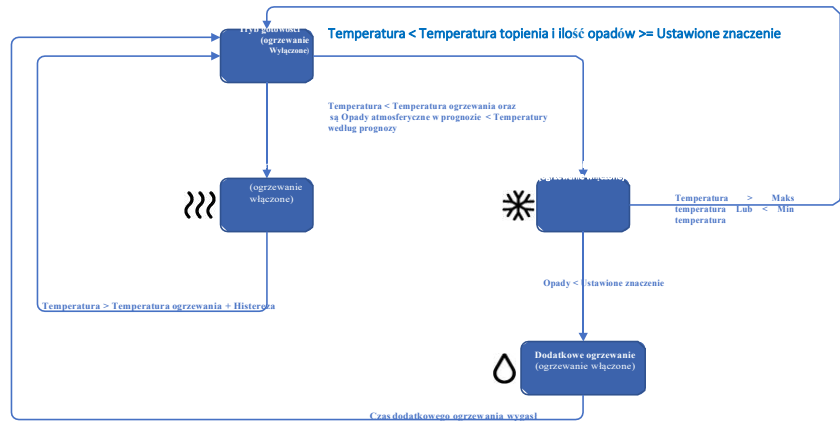 Tryb gotowości
(ogrzewanie
Wyłączone)
Temperatura < Temperatura topienia i ilość opadów >= Ustawione znaczenie
Temperatura < Temperatura ogrzewania oraz
są Opady atmosferyczne w prognozie < Temperatury
według prognozy
(ogrzewanie
włączone)
Temperatura > Maks
temperatura Lub < Min
temperatura
Opady < Ustawione znaczenie
Temperatura > Temperatura ogrzewania + Histereza
Dodatkowe ogrzewanie
(ogrzewanie włączone)
Czas dodatkowego ogrzewania wygasł